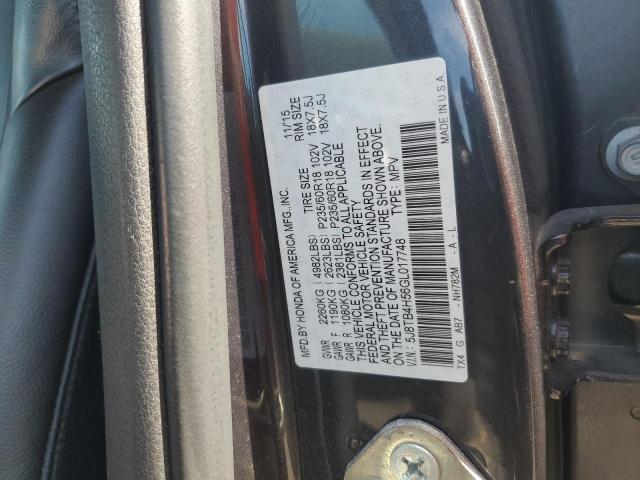 MFD.BY HONDA OF AMERICA MFG.,INC. 11/15
TIRE SIZE RIM SIZE
GVWR 2260KG (4982LBS) P235/60R18 102V 18X7.5J
GAWR F 1190KG (2623LBS) P235/60R18 102V 18X7.5J
GAWR R 1080KG (2381LBS)
THIS VEHICLE CONFORMS TO ALL APPLICABLE
FEDERAL MOTOR VEHICLE SAFETY
AND THEFT PREVENTION STANDARDS IN EFFECT
ON THE DATE OF MANUFACTURE SHOWN ABOVE.
V.I.N.: 5J8TB4H56GL017748 TYPE: MPV
TX4 G AB7 -NH782M -A -L MADE IN U.S.A.